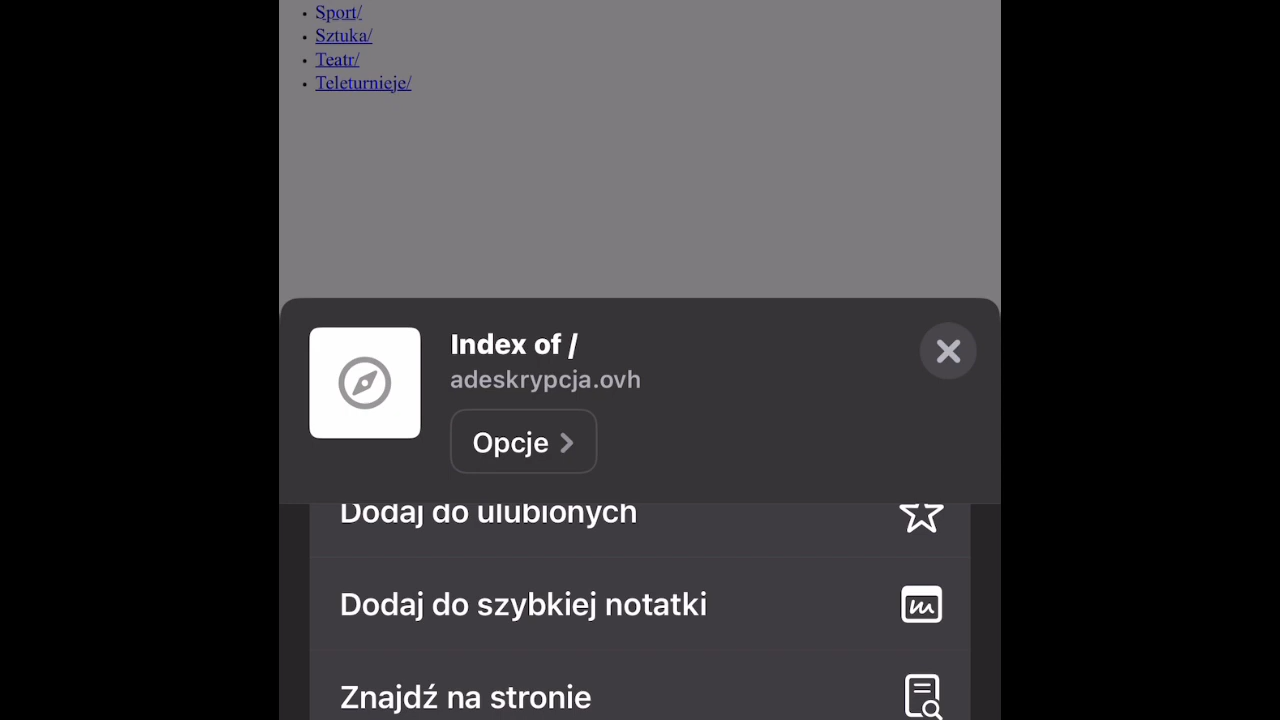 Sport/
Sztuka/
Teatr/
Teleturnieje/
Index of /
adeskrypcja.ovh
Opcje
Dodaj do ulubionych
Dodaj do szybkiej notatki
Znajdź na stronie